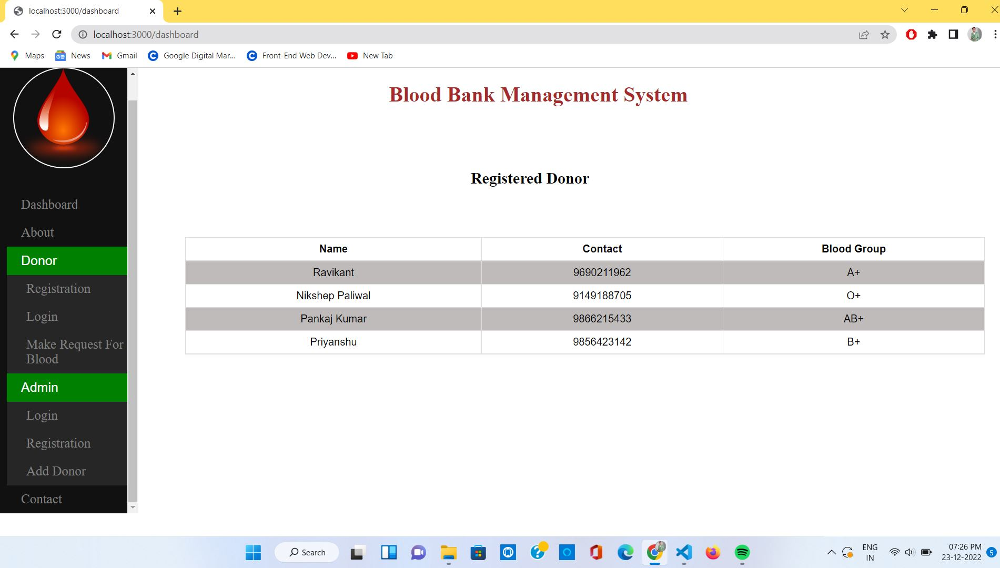 localhost:3000/dashboard
localhost:3000/dashboard
Maps News Gmail Google Digital Mar... Front-End Web Dev... New Tab
Blood Bank Management System
Registered Donor
Dashboard
About
Donor
Registration
Login
Make Request For
Blood
Admin
Login
Registration
Add Donor
Contact
Name Contact Blood Group
Ravikant 9690211962 A+
Nikshep Paliwal 9149188705 O+
Pankaj Kumar 9866215433 AB+
Priyanshu 9856423142 B+
Search
ENG
IN
07:26 PM
23-12-2022
5